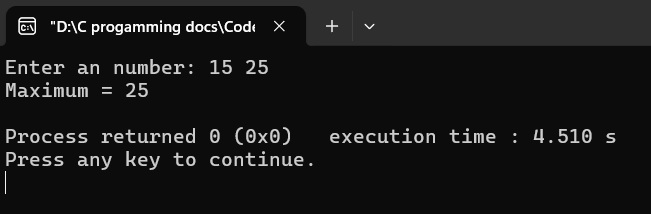 "D:\C progamming docs\Code
Enter an number: 15 25
Maximum = 25
Process returned 0 (0x0)   execution time : 4.510 s
Press any key to continue.